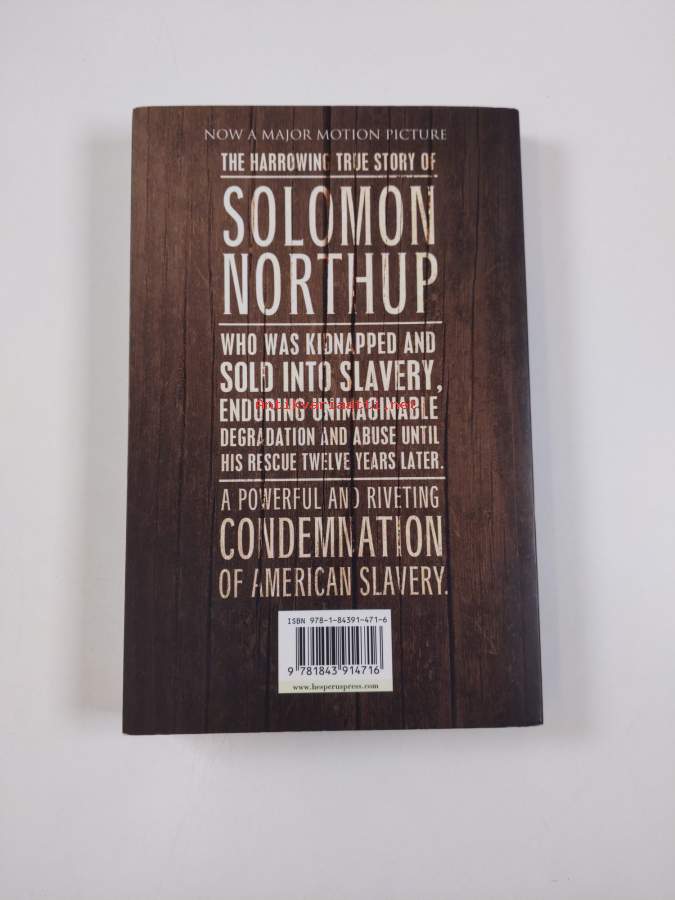 NOW A MAJOR MOTION PICTURE
THE HARROWING TRUE STORY OF
SOLOMON
NORTHUP
WHO WAS KIDNAPPED AND
SOLD INTO SLAVERY,
ENDURING UNIMAGINABLE
Antikvariaatti.net
DEGRADATION AND ABUSE UNTIL
HIS RESCUE TWELVE YEARS LATER.
A POWERFUL AND RIVETING
CONDEMNATION
OF AMERICAN SLAVERY.
ISBN 978-1-84391-471-6
9 781843 914716
www.hesperuspress.com